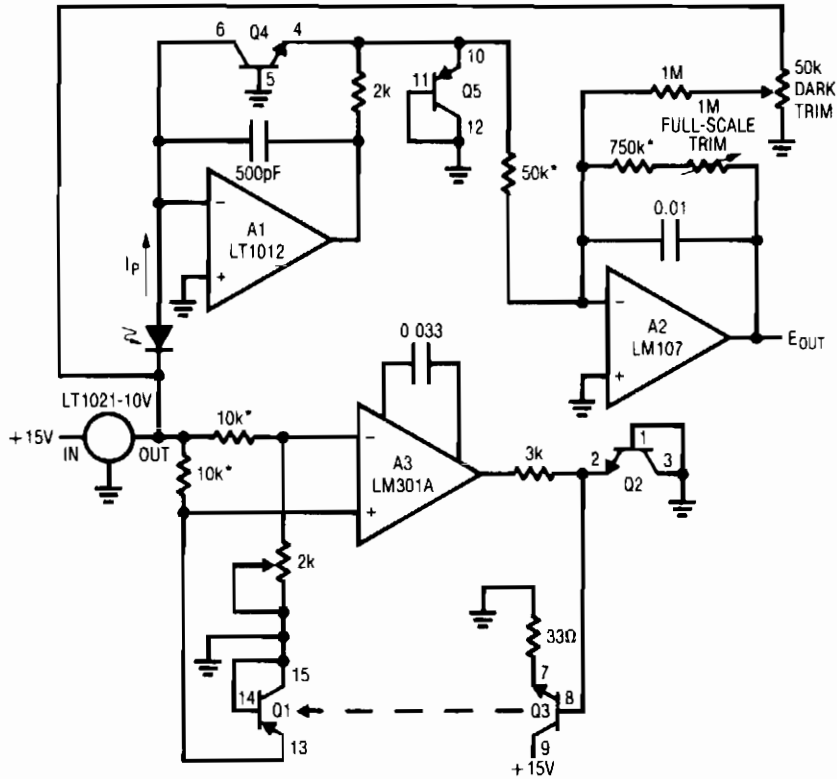 6 Q4 4
5
2k
10
11
Q5
12
500pF
A1
LT1012
−
+
I_P
50k*
1M
50k
DARK
TRIM
1M
FULL-SCALE
TRIM
750k*
0.01
−
+
A2
LM107
E_OUT
LT1021-10V
+15V
IN
OUT
10k*
10k*
0 033
−
+
A3
LM301A
3k
2
1
3
Q2
2k
33Ω
15
14
Q1
13
7
8
Q3
9
+15V